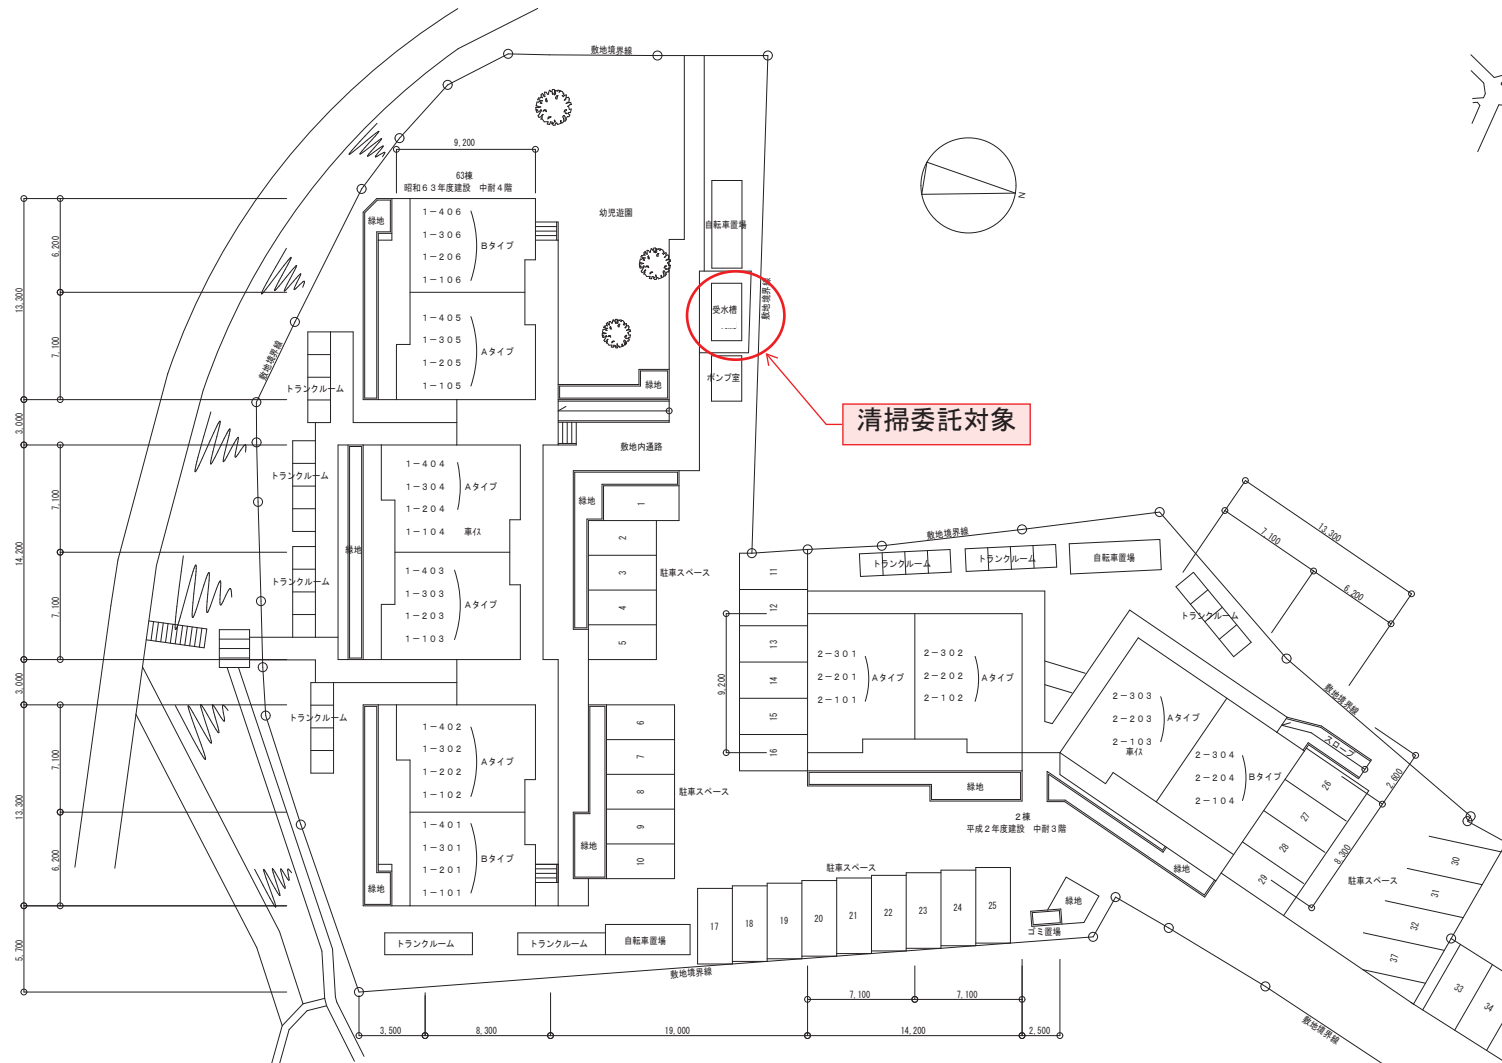 敷地境界線
9,200
63棟
昭和63年度建設 中耐4階
緑地
1-406
1-306
1-206
1-106
Bタイプ
1-405
1-305
1-205
1-105
Aタイプ
幼児遊園
自転車置場
受水槽
ポンプ室
敷地境界線
清掃委託対象
N
緑地
敷地内通路
敷地境界線
トランクルーム
トランクルーム
トランクルーム
トランクルーム
6,200
7,100
13,300
3,000
7,100
7,100
14,200
3,000
7,100
6,200
13,300
5,700
緑地
1-404
1-304
1-204
1-104 車イス
Aタイプ
1-403
1-303
1-203
1-103
Aタイプ
緑地
1
2
3
4
5
駐車スペース
1-402
1-302
1-202
1-102
Aタイプ
1-401
1-301
1-201
1-101
Bタイプ
緑地
緑地
6
7
8
9
10
駐車スペース
トランクルーム
トランクルーム
自転車置場
敷地境界線
11
12
13
14
15
16
9,200
敷地境界線
トランクルーム
トランクルーム
自転車置場
トランクルーム
13,300
7,100
6,200
2-301
2-201
2-101
Aタイプ
2-302
2-202
2-102
Aタイプ
2-303
2-203
2-103
車イス
Aタイプ
2-304
2-204
2-104
Bタイプ
敷地境界線
スロープ
2,600
8,300
緑地
2棟
平成2年度建設 中耐3階
緑地
26
27
28
29
30
31
32
37
33
34
駐車スペース
駐車スペース
17
18
19
20
21
22
23
24
25
緑地
ゴミ置場
敷地境界線
7,100
7,100
3,500
8,300
19,000
14,200
2,500